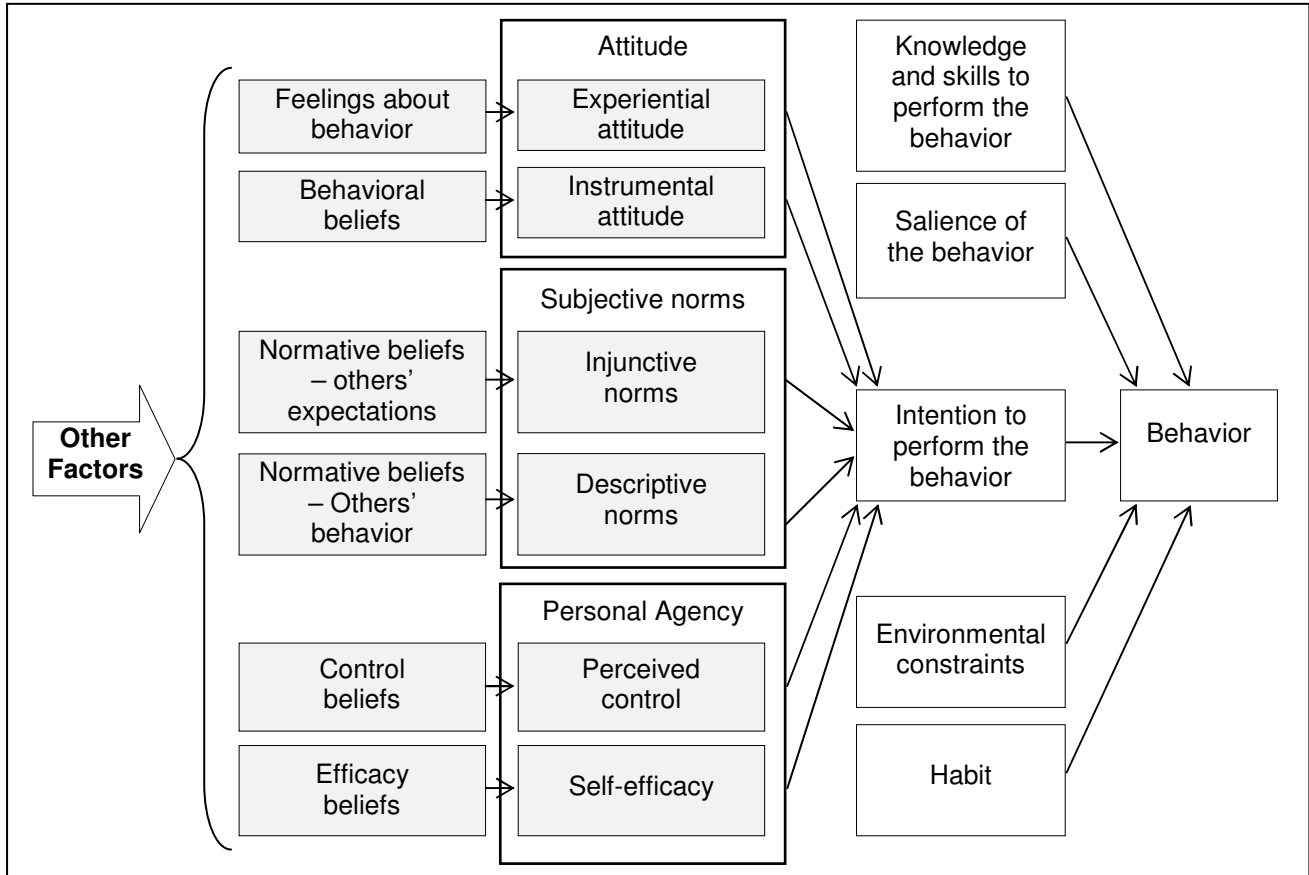 Other
Factors
Feelings about
behavior
Behavioral
beliefs
Normative beliefs
– others’
expectations
Normative beliefs
– Others’
behavior
Control
beliefs
Efficacy
beliefs
Attitude
Experiential
attitude
Instrumental
attitude
Subjective norms
Injunctive
norms
Descriptive
norms
Personal Agency
Perceived
control
Self-efficacy
Knowledge
and skills to
perform the
behavior
Salience of
the behavior
Intention to
perform the
behavior
Environmental
constraints
Habit
Behavior